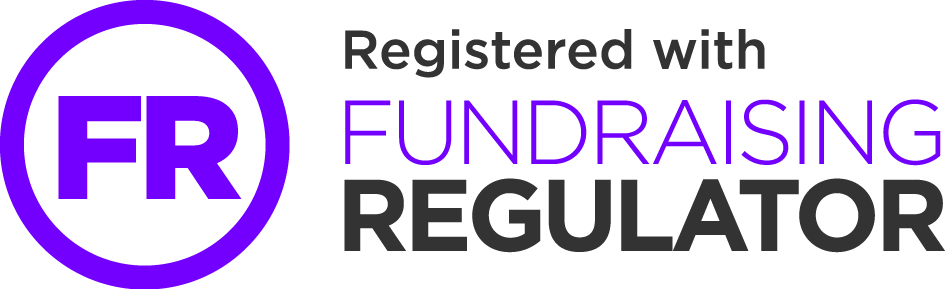 FR
Registered with
FUNDRAISING
REGULATOR